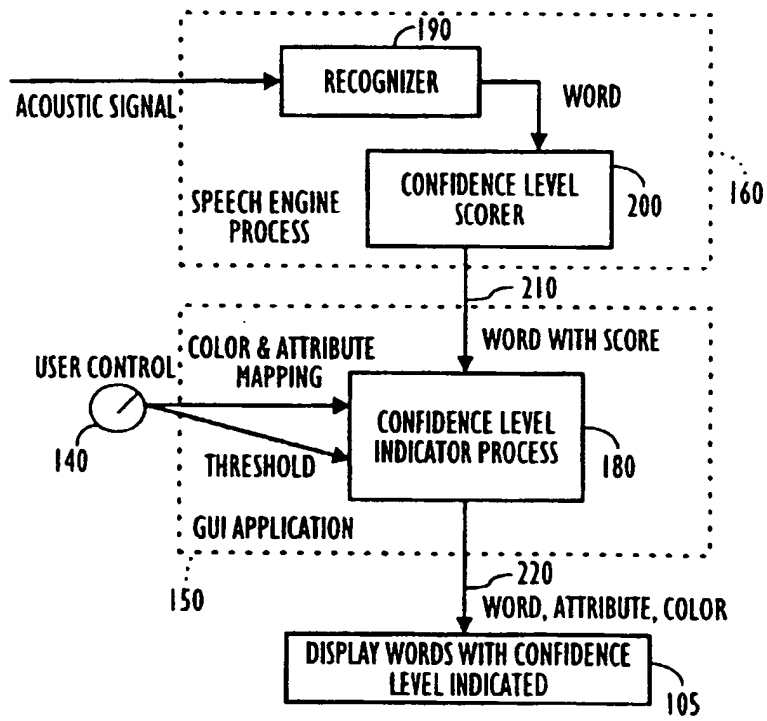 190
RECOGNIZER
ACOUSTIC SIGNAL
WORD
CONFIDENCE LEVEL
SCORER
200
160
SPEECH ENGINE
PROCESS
210
WORD WITH SCORE
COLOR & ATTRIBUTE
MAPPING
USER CONTROL
140
THRESHOLD
CONFIDENCE LEVEL
INDICATOR PROCESS
180
GUI APPLICATION
150
220
WORD, ATTRIBUTE, COLOR
DISPLAY WORDS WITH CONFIDENCE
LEVEL INDICATED
105